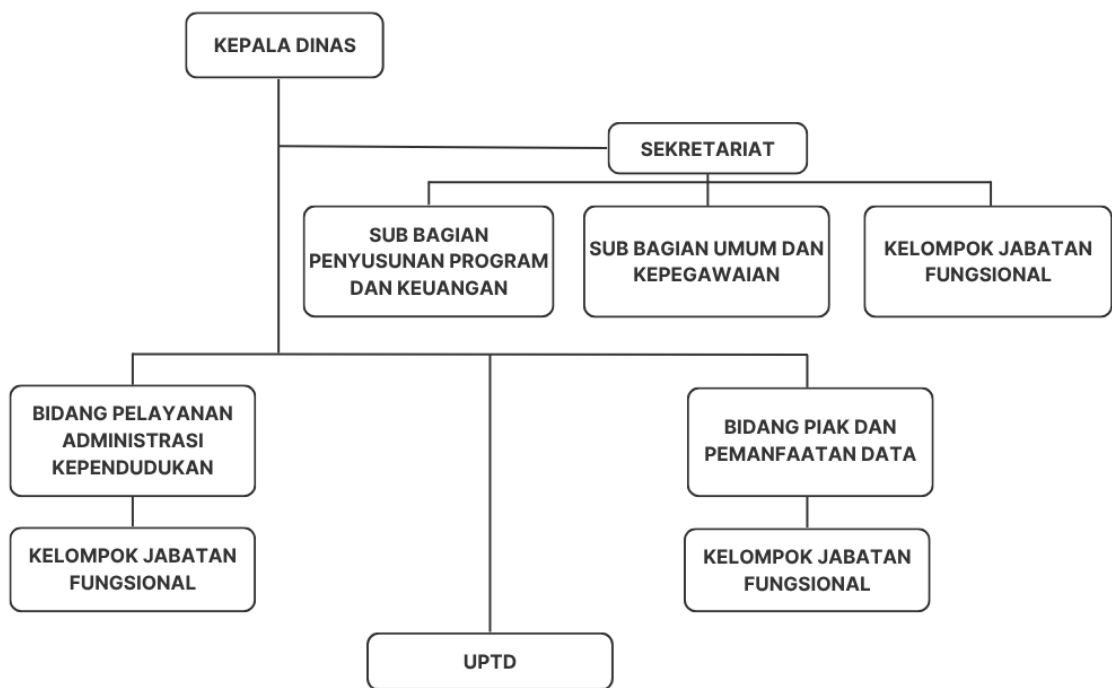 KEPALA DINAS
SEKRETARIAT
SUB BAGIAN
PENYUSUNAN PROGRAM
DAN KEUANGAN
SUB BAGIAN UMUM DAN
KEPEGAWAIAN
KELOMPOK JABATAN
FUNGSIONAL
BIDANG PELAYANAN
ADMINISTRASI
KEPENDUDUKAN
BIDANG PIAK DAN
PEMANFAATAN DATA
KELOMPOK JABATAN
FUNGSIONAL
KELOMPOK JABATAN
FUNGSIONAL
UPTD